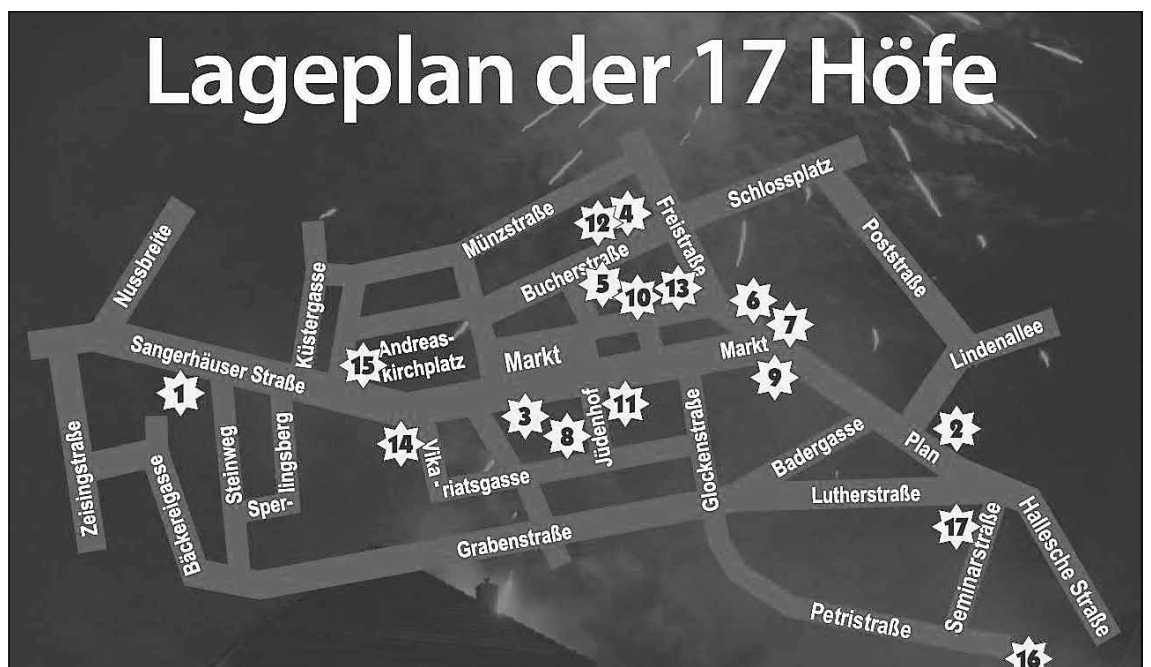 Lageplan der 17 Höfe
Schlossplatz
Freistraße
Münzstraße
12
4
Nussbreite
Bucherstraße
Poststraße
Küstergasse
5
10
13
6
7
Lindenallee
Sangerhäuser Straße
15
Andreas-
kirchplatz
Markt
Markt
1
9
3
8
Jüdenhof
11
14
Vika-
riatsgasse
Glockenstraße
Badergasse
Plan
2
Zeisingstraße
Bäckereigasse
Steinweg
Sper-
lingsberg
Lutherstraße
17
Seminarstraße
Hallesche Straße
Grabenstraße
Petristraße
16